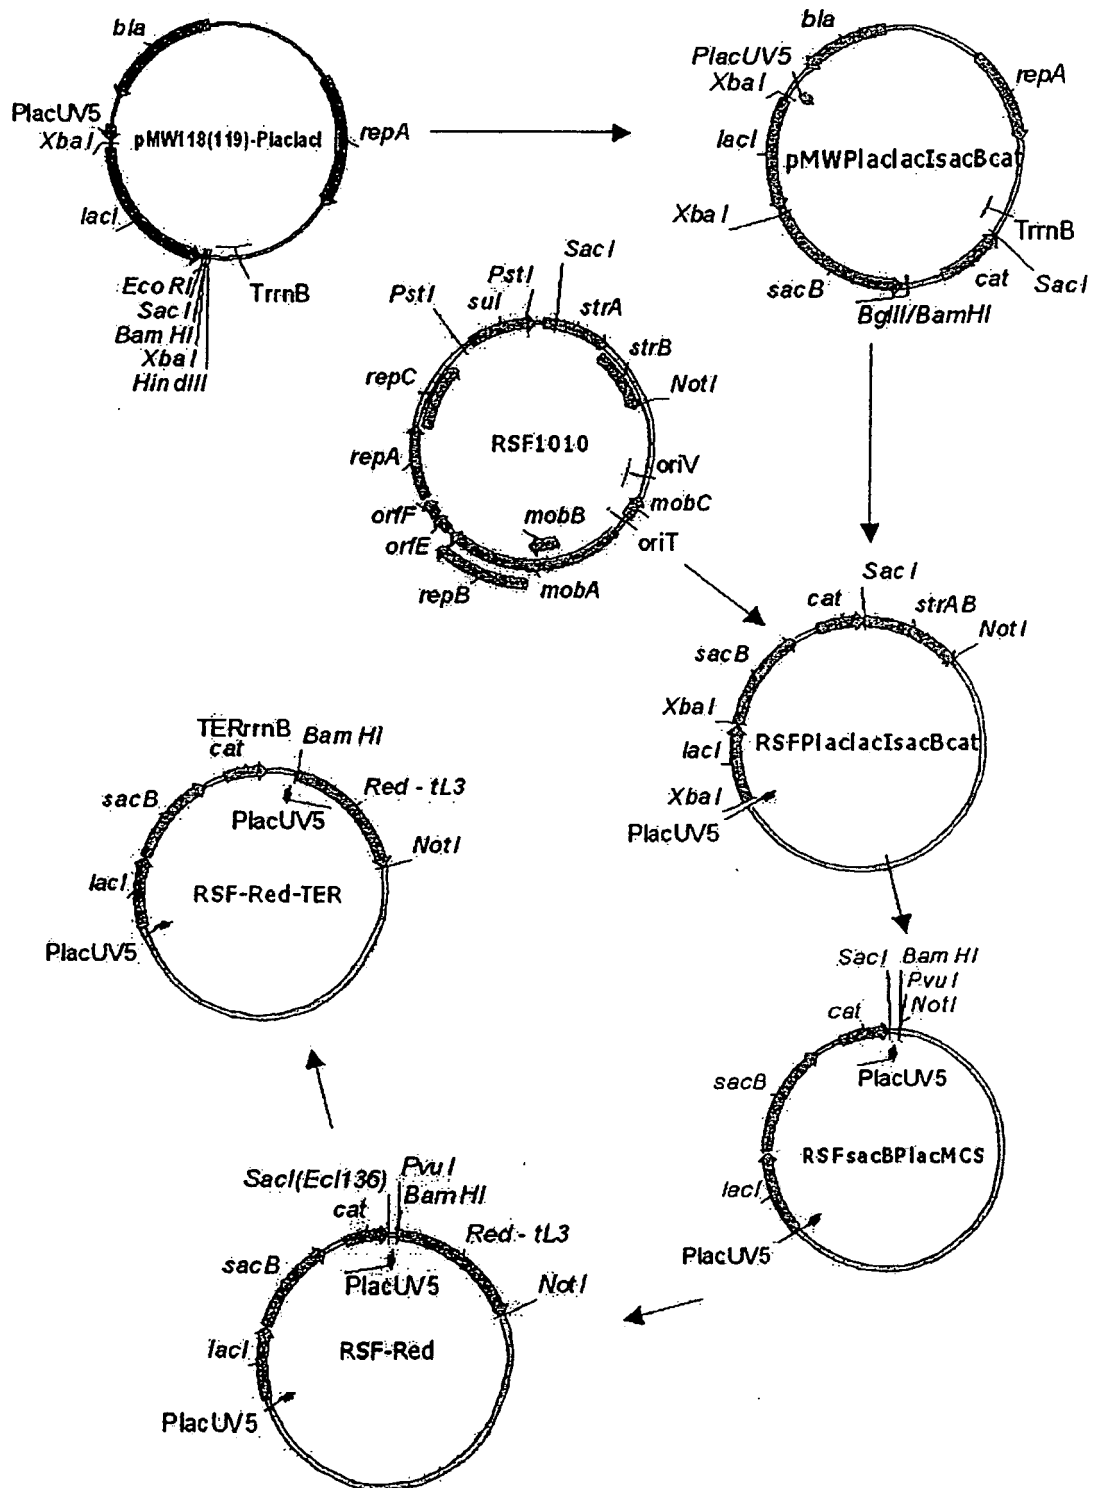 bla
PlacUV5
XbaI
pMW118(119)-PlacIacI
repA
lacI
EcoRI
SacI
BamHI
XbaI
HindIII
TrrnB
bla
PlacUV5
XbaI
repA
lacI
pMWPlaclacIsacBcat
XbaI
TrrnB
sacB
cat
SacI
BglII/BamHI
SacI
PstI
PstI
sul
strA
strB
repC
NotI
RSF1010
repA
oriV
mobC
orfF
mobB
oriT
orfE
repB
mobA
SacI
cat
strAB
NotI
sacB
XbaI
RSFPlaclacIsacBcat
lacI
XbaI
PlacUV5
TERrrnB
cat
BamHI
sacB
Red - tL3
PlacUV5
NotI
lacI
RSF-Red-TER
PlacUV5
SacI
BamHI
PvuI
NotI
cat
PlacUV5
sacB
RSFsacBPlacMCS
lacI
PlacUV5
SacI(Ecl136)
PvuI
BamHI
cat
Red - tL3
sacB
PlacUV5
NotI
lacI
RSF-Red
PlacUV5